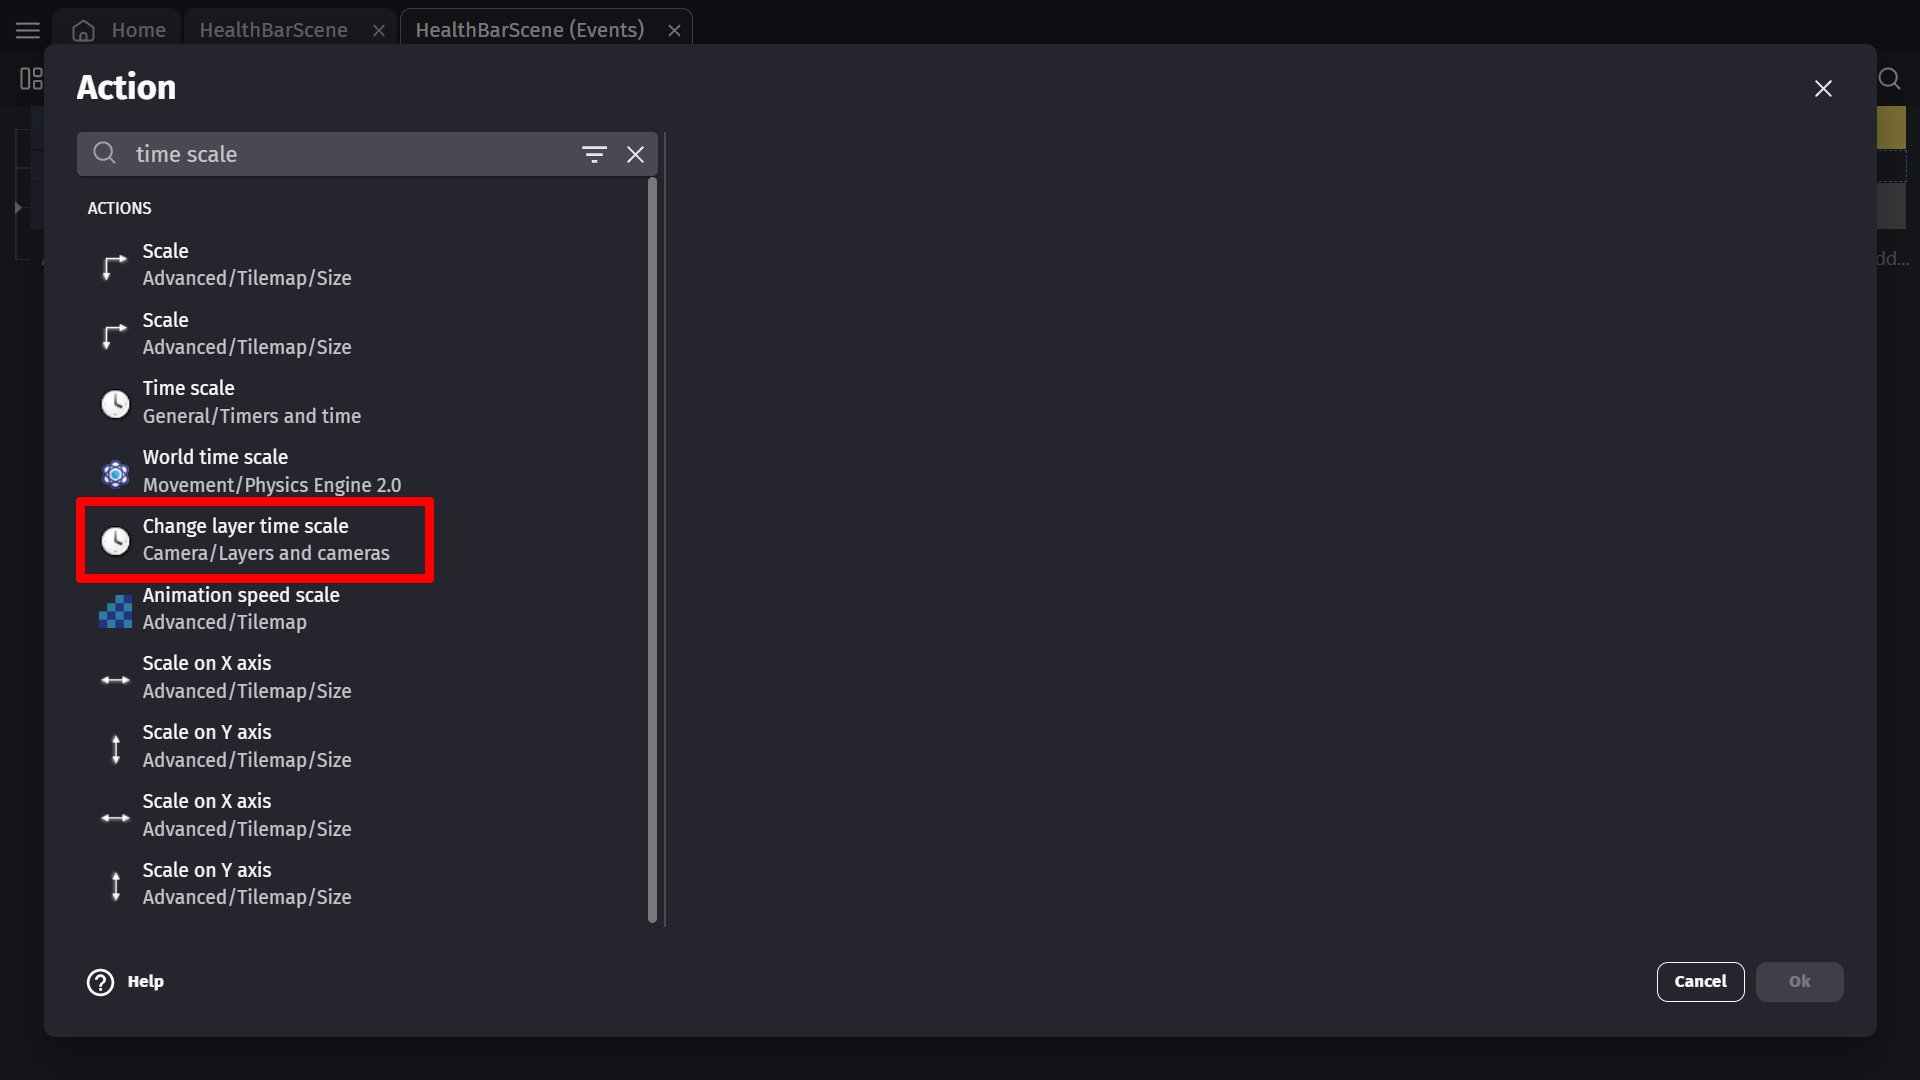 Home
HealthBarScene
HealthBarScene (Events)
Action
time scale
ACTIONS
Scale
Advanced/Tilemap/Size
Scale
Advanced/Tilemap/Size
Time scale
General/Timers and time
World time scale
Movement/Physics Engine 2.0
Change layer time scale
Camera/Layers and cameras
Animation speed scale
Advanced/Tilemap
Scale on X axis
Advanced/Tilemap/Size
Scale on Y axis
Advanced/Tilemap/Size
Scale on X axis
Advanced/Tilemap/Size
Scale on Y axis
Advanced/Tilemap/Size
Help
Cancel
Ok